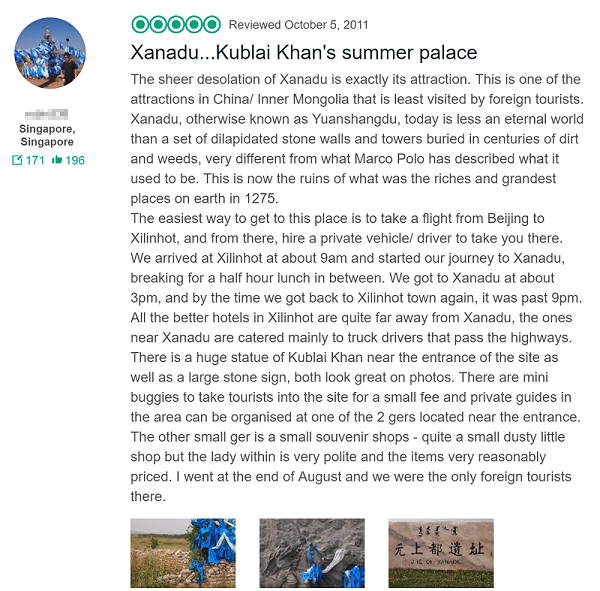 Reviewed October 5, 2011
Xanadu...Kublai Khan's summer palace
Singapore,
Singapore
171 196
The sheer desolation of Xanadu is exactly its attraction. This is one of the
attractions in China/ Inner Mongolia that is least visited by foreign tourists.
Xanadu, otherwise known as Yuanshangdu, today is less an eternal world
than a set of dilapidated stone walls and towers buried in centuries of dirt
and weeds, very different from what Marco Polo has described what it
used to be. This is now the ruins of what was the riches and grandest
places on earth in 1275.
The easiest way to get to this place is to take a flight from Beijing to
Xilinhot, and from there, hire a private vehicle/ driver to take you there.
We arrived at Xilinhot at about 9am and started our journey to Xanadu,
breaking for a half hour lunch in between. We got to Xanadu at about
3pm, and by the time we got back to Xilinhot town again, it was past 9pm.
All the better hotels in Xilinhot are quite far away from Xanadu, the ones
near Xanadu are catered mainly to truck drivers that pass the highways.
There is a huge statue of Kublai Khan near the entrance of the site as
well as a large stone sign, both look great on photos. There are mini
buggies to take tourists into the site for a small fee and private guides in
the area can be organised at one of the 2 gers located near the entrance.
The other small ger is a small souvenir shops - quite a small dusty little
shop but the lady within is very polite and the items very reasonably
priced. I went at the end of August and we were the only foreign tourists
there.
元上都遺址
SITE OF XANADU